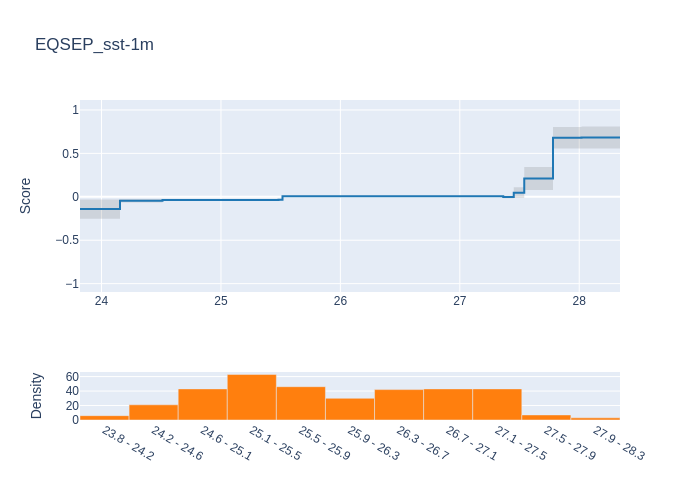 EQSEP_sst-1m
Score
1
0.5
0
−0.5
−1
24 25 26 27 28
Density
60
40
20
0
23.8 - 24.2
24.2 - 24.6
24.6 - 25.1
25.1 - 25.5
25.5 - 25.9
25.9 - 26.3
26.3 - 26.7
26.7 - 27.1
27.1 - 27.5
27.5 - 27.9
27.9 - 28.3